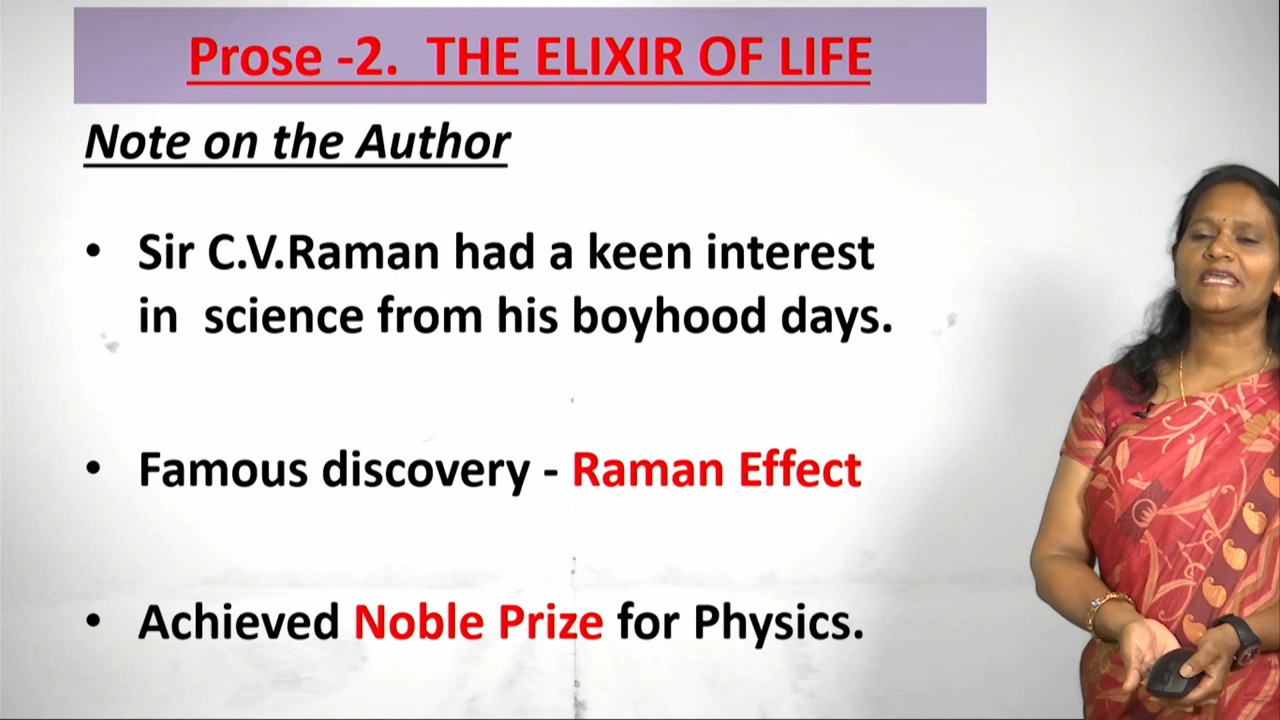 Prose -2. THE ELIXIR OF LIFE
Note on the Author
• Sir C.V.Raman had a keen interest
in science from his boyhood days.
• Famous discovery - Raman Effect
• Achieved Noble Prize for Physics.